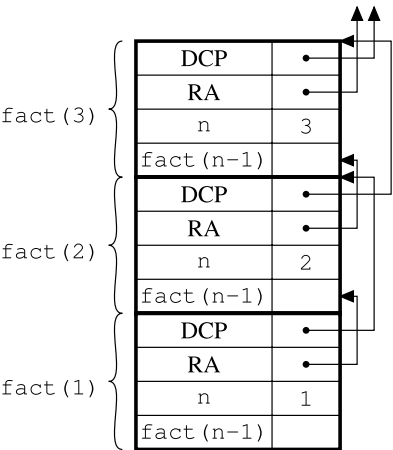 DCP
RA
fact(3) n 3
fact(n-1)
DCP
RA
fact(2) n 2
fact(n-1)
DCP
RA
fact(1) n 1
fact(n-1)